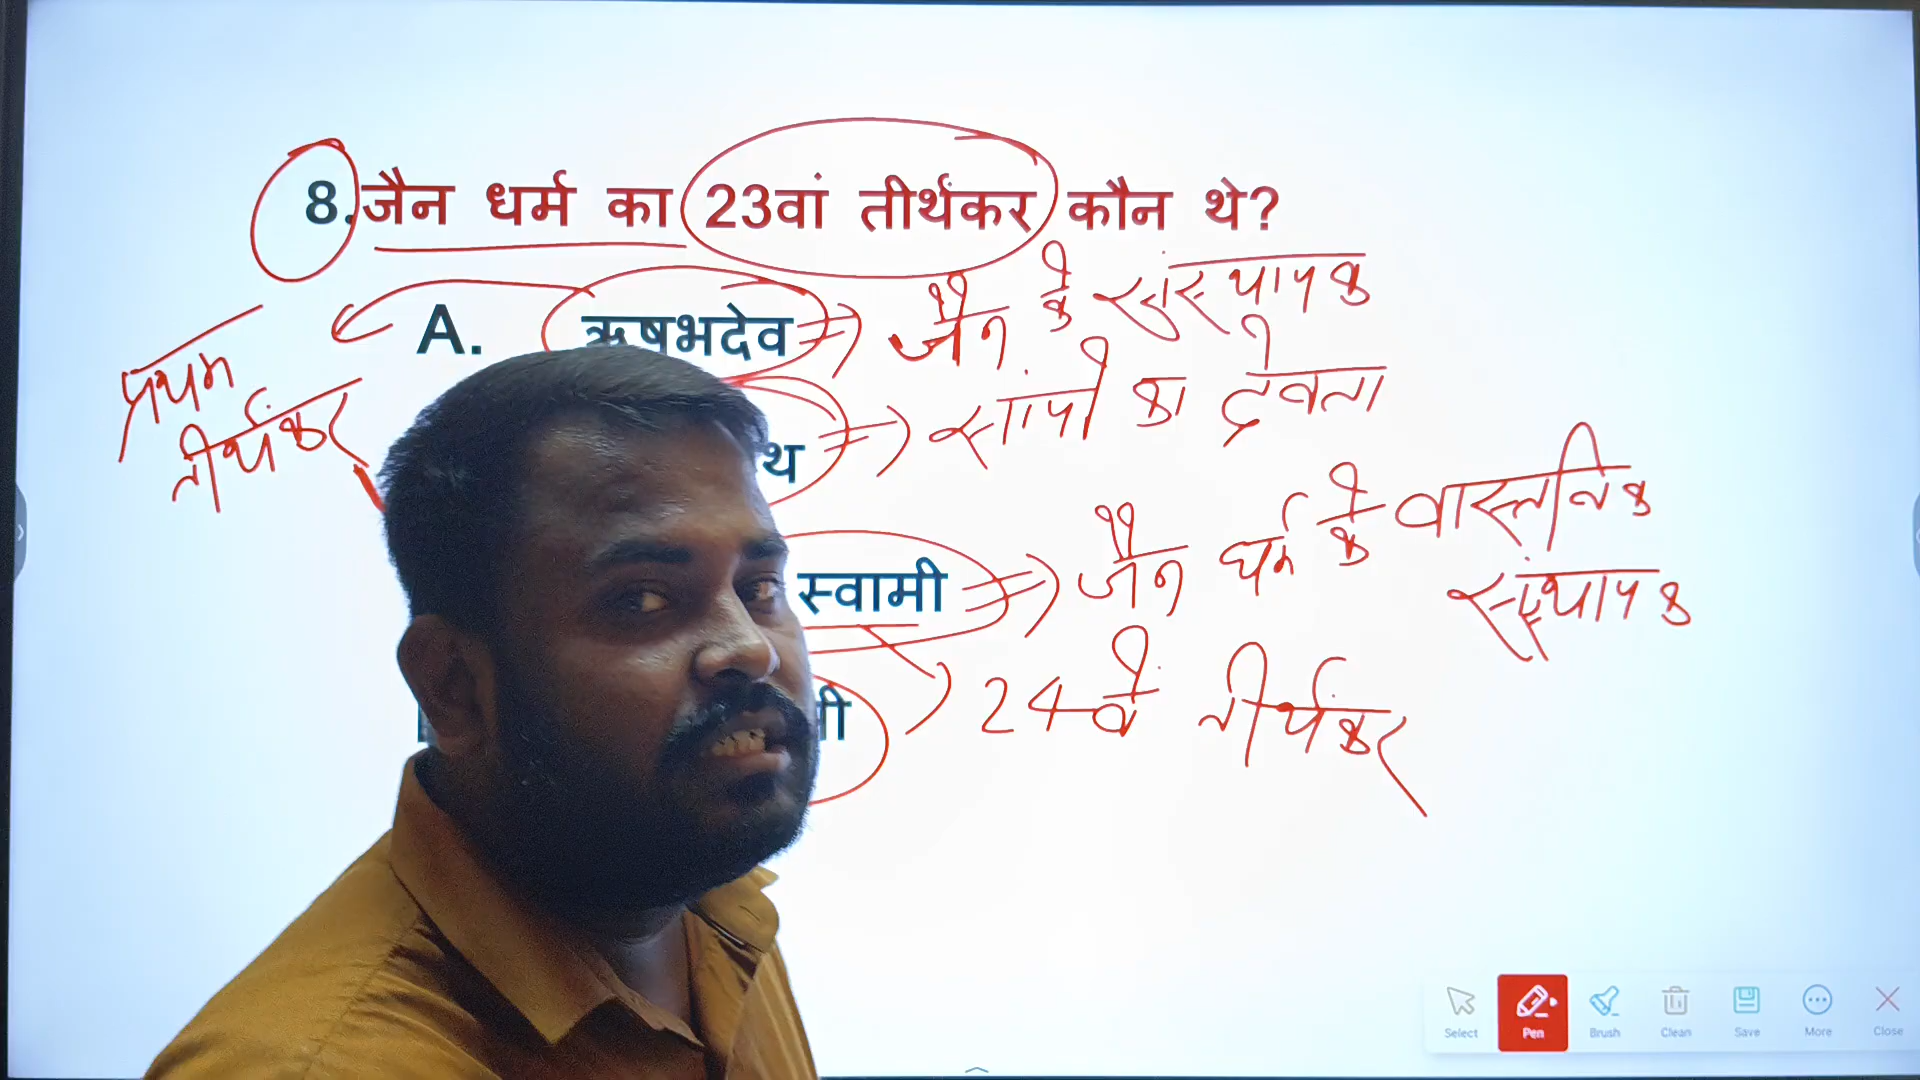 8. जैन धर्म का 23वां तीर्थंकर कौन थे?
A. ऋषभदेव
जैन के संस्थापक
प्रथम
तीर्थंकर
थ
सांपों का देवता
स्वामी
जैन धर्म के वास्तविक
संस्थापक
मी
24वें तीर्थंकर
Select Pen Brush Clean Save More Close